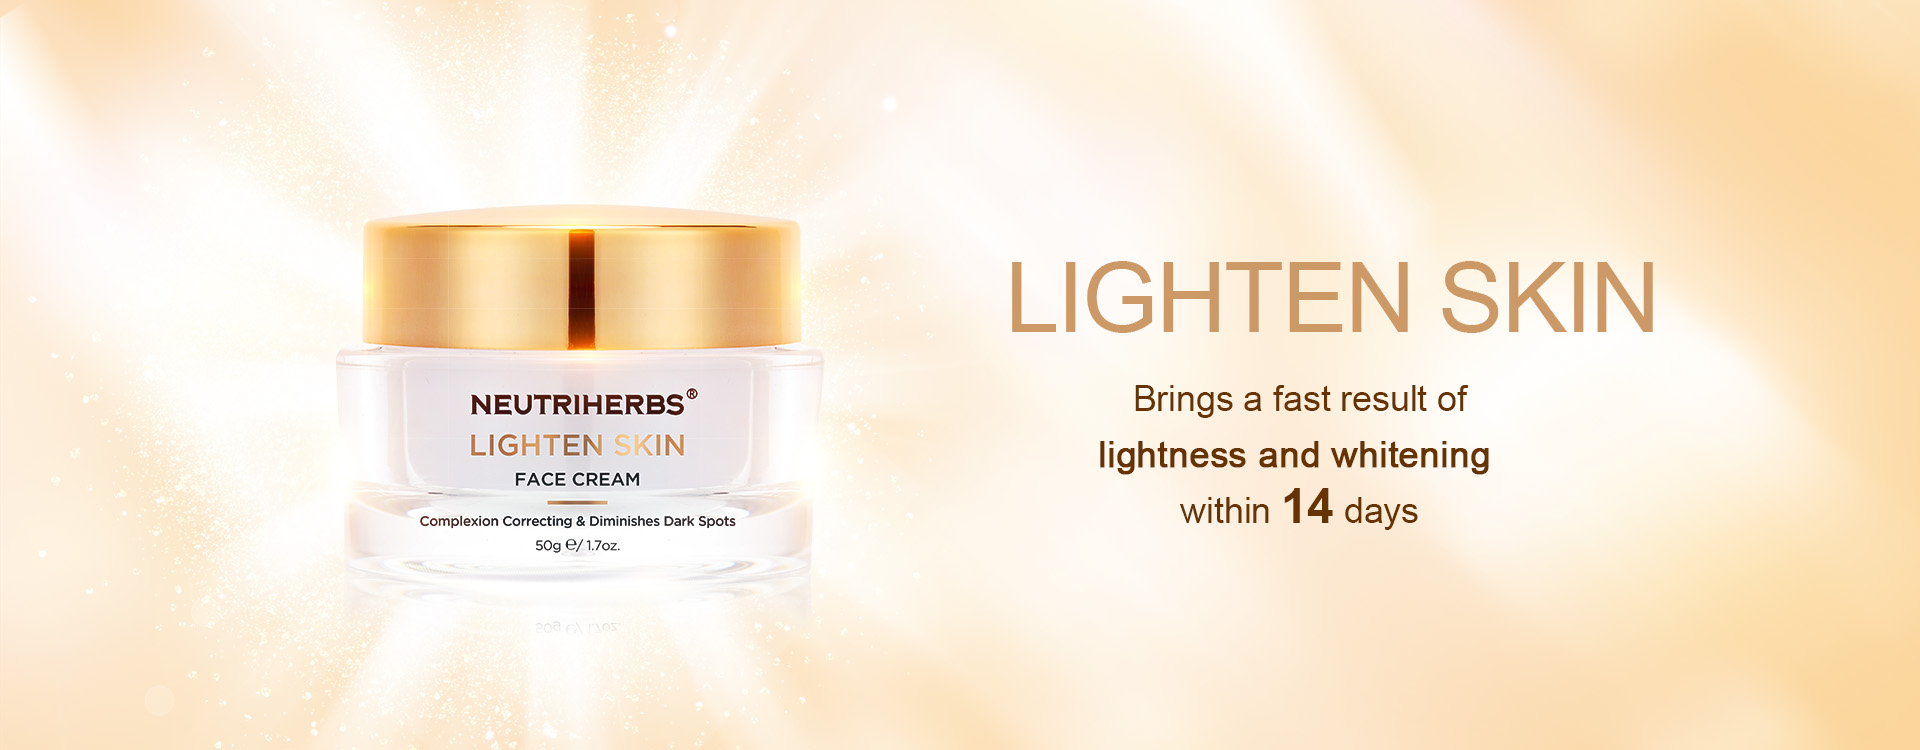 NEUTRIHERBS®
LIGHTEN SKIN
FACE CREAM
Complexion Correcting & Diminishes Dark Spots
50g ℮/ 1.7oz.
LIGHTEN SKIN
Brings a fast result of
lightness and whitening
within 14 days